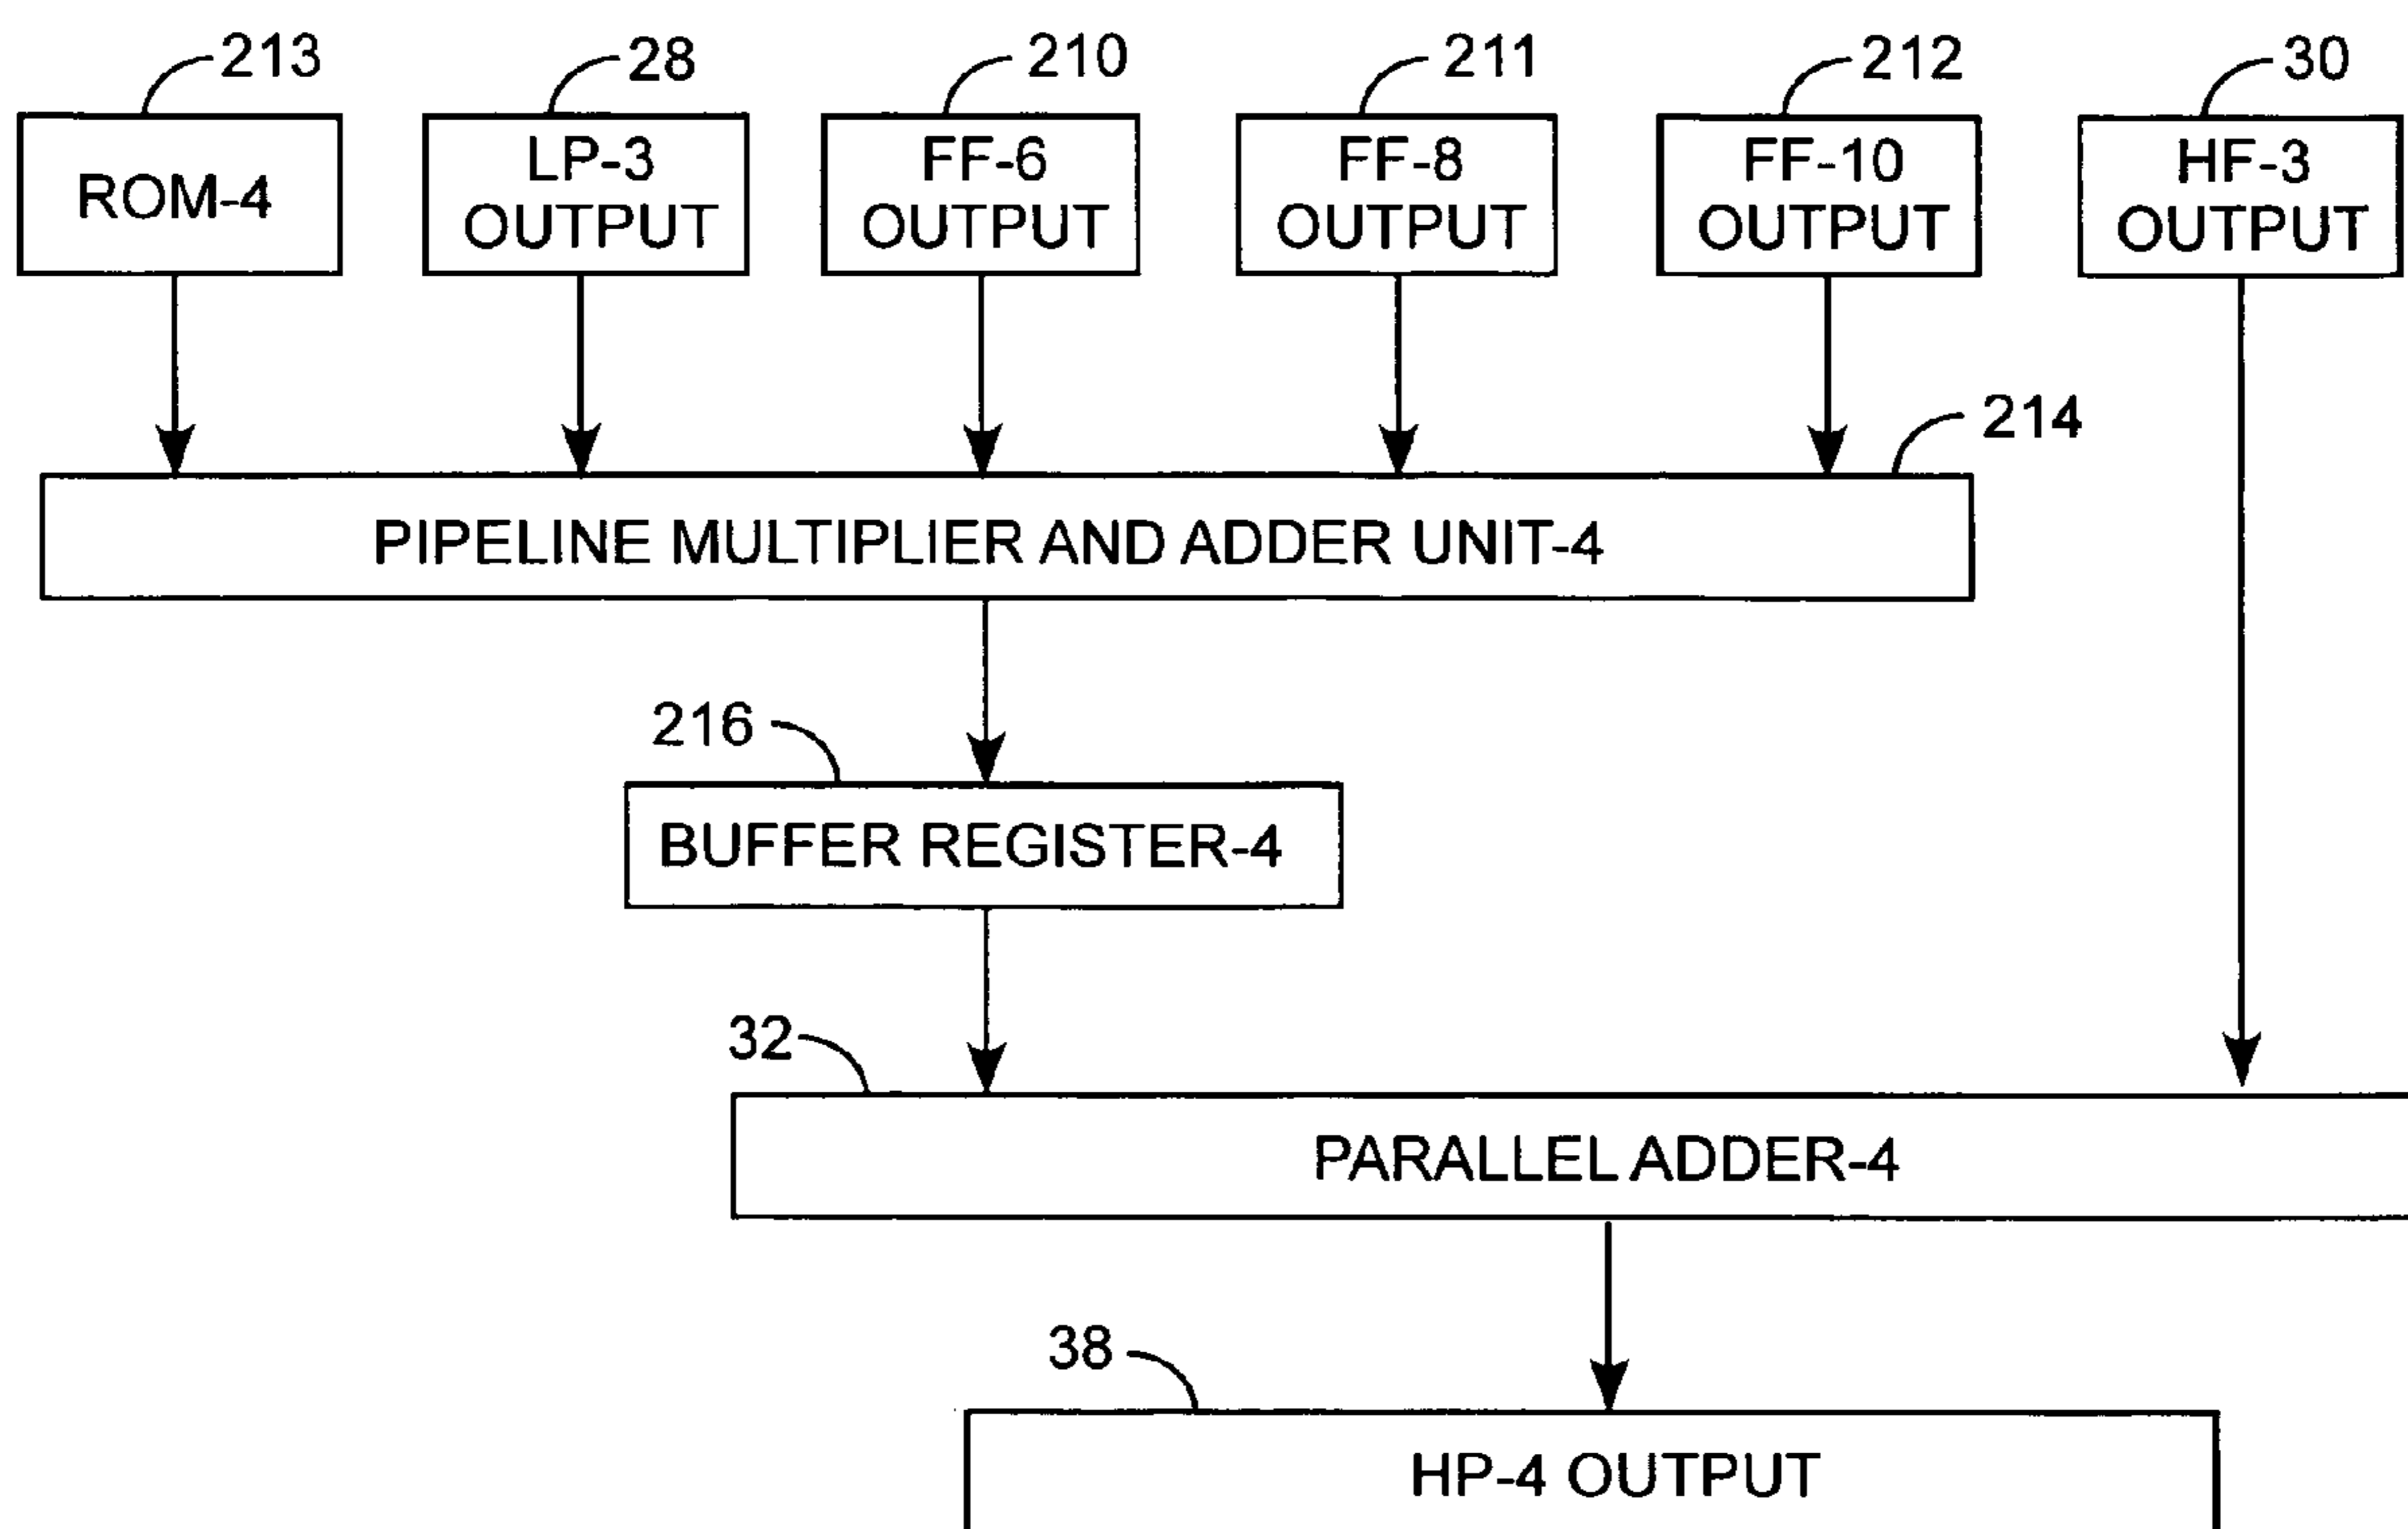 213
28
210
211
212
30
ROM-4
LP-3
OUTPUT
FF-6
OUTPUT
FF-8
OUTPUT
FF-10
OUTPUT
HF-3
OUTPUT
214
PIPELINE MULTIPLIER AND ADDER UNIT-4
216
BUFFER REGISTER-4
32
PARALLEL ADDER-4
38
HP-4 OUTPUT